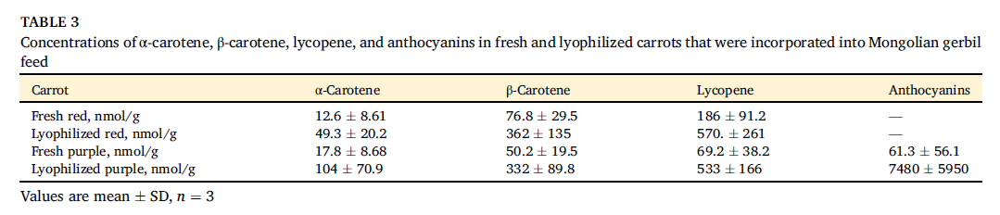 TABLE 3
Concentrations of α-carotene, β-carotene, lycopene, and anthocyanins in fresh and lyophilized carrots that were incorporated into Mongolian gerbil
feed
Carrot α-Carotene β-Carotene Lycopene Anthocyanins
Fresh red, nmol/g 12.6 ± 8.61 76.8 ± 29.5 186 ± 91.2 —
Lyophilized red, nmol/g 49.3 ± 20.2 362 ± 135 570. ± 261 —
Fresh purple, nmol/g 17.8 ± 8.68 50.2 ± 19.5 69.2 ± 38.2 61.3 ± 56.1
Lyophilized purple, nmol/g 104 ± 70.9 332 ± 89.8 533 ± 166 7480 ± 5950
Values are mean ± SD, n = 3